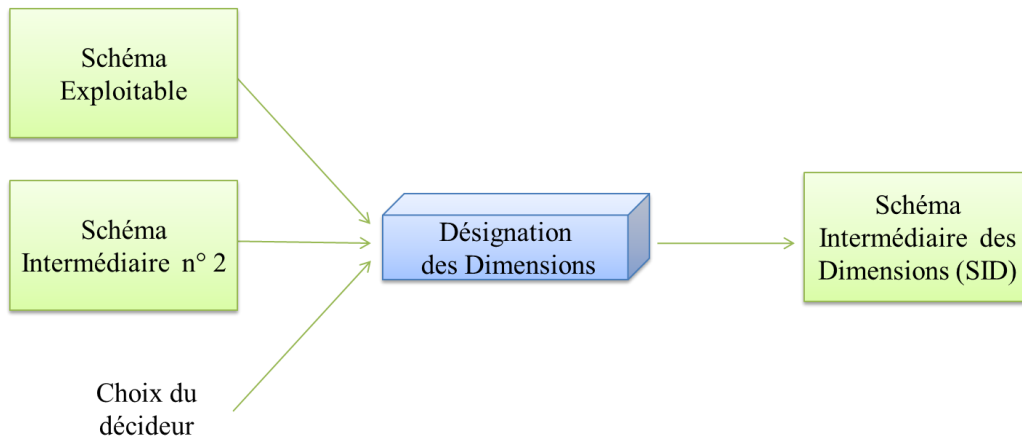 Schéma
Exploitable
Schéma
Intermédiaire n° 2
Choix du
décideur
Désignation
des Dimensions
Schéma
Intermédiaire des
Dimensions (SID)